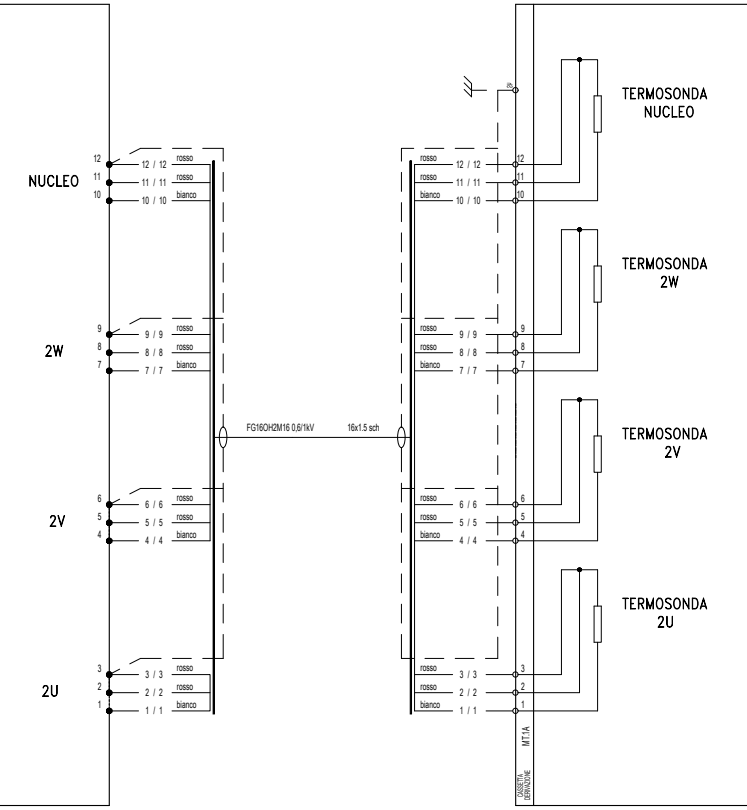 TERMOSONDA
NUCLEO
NUCLEO
12 12 / 12 rosso
11 11 / 11 rosso
10 10 / 10 bianco
rosso 12 / 12 12
rosso 11 / 11 11
bianco 10 / 10 10
TERMOSONDA
2W
2W
9 9 / 9 rosso
8 8 / 8 rosso
7 7 / 7 bianco
rosso 9 / 9 9
rosso 8 / 8 8
bianco 7 / 7 7
FG16OH2M16 0,6/1kV 16x1.5 sch
TERMOSONDA
2V
2V
6 6 / 6 rosso
5 5 / 5 rosso
4 4 / 4 bianco
rosso 6 / 6 6
rosso 5 / 5 5
bianco 4 / 4 4
TERMOSONDA
2U
2U
3 3 / 3 rosso
2 2 / 2 rosso
1 1 / 1 bianco
rosso 3 / 3 3
rosso 2 / 2 2
bianco 1 / 1 1
MT.1A
CASSETTA
DERIVAZIONE